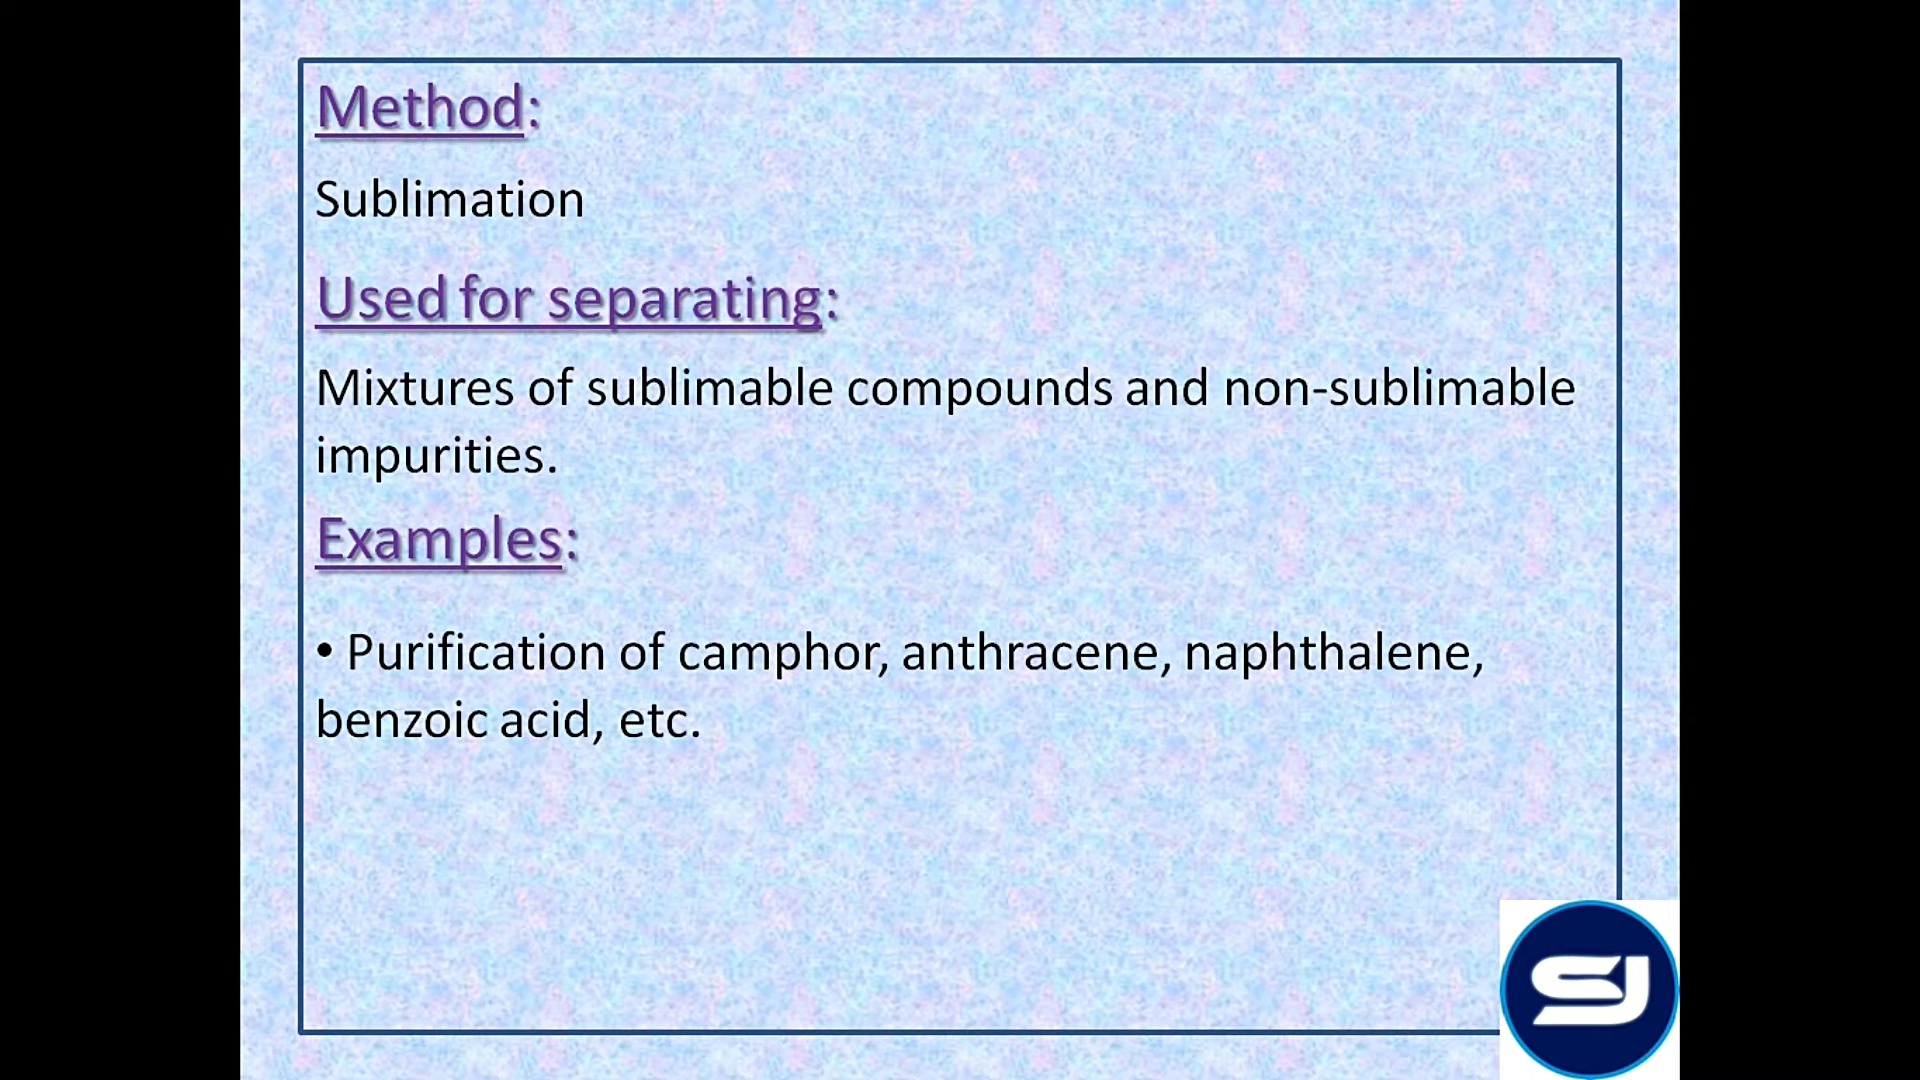 Method:
Sublimation
Used for separating:
Mixtures of sublimable compounds and non-sublimable
impurities.
Examples:
• Purification of camphor, anthracene, naphthalene,
benzoic acid, etc.
SJ